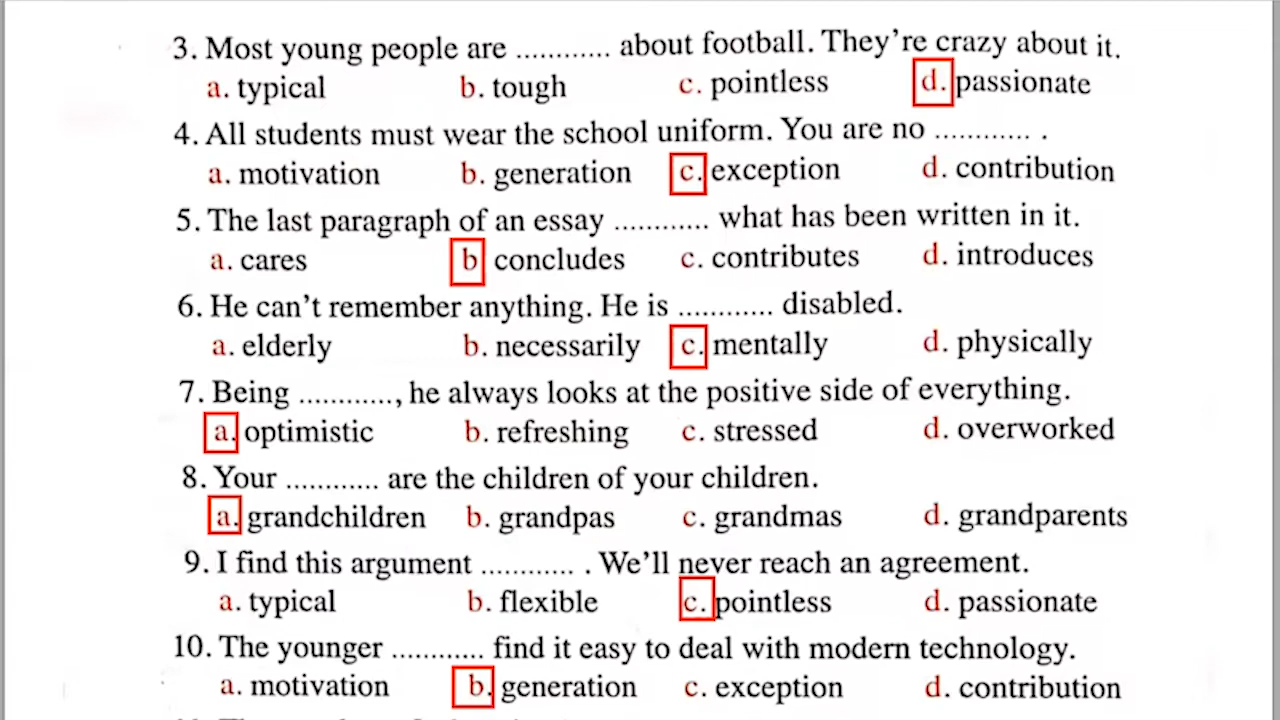 3. Most young people are ............ about football. They're crazy about it.
a. typical b. tough c. pointless d. passionate
4. All students must wear the school uniform. You are no ............ .
a. motivation b. generation c. exception d. contribution
5. The last paragraph of an essay ............ what has been written in it.
a. cares b concludes c. contributes d. introduces
6. He can't remember anything. He is ............ disabled.
a. elderly b. necessarily c. mentally d. physically
7. Being ............, he always looks at the positive side of everything.
a. optimistic b. refreshing c. stressed d. overworked
8. Your ............ are the children of your children.
a. grandchildren b. grandpas c. grandmas d. grandparents
9. I find this argument ............ . We'll never reach an agreement.
a. typical b. flexible c. pointless d. passionate
10. The younger ............ find it easy to deal with modern technology.
a. motivation b. generation c. exception d. contribution